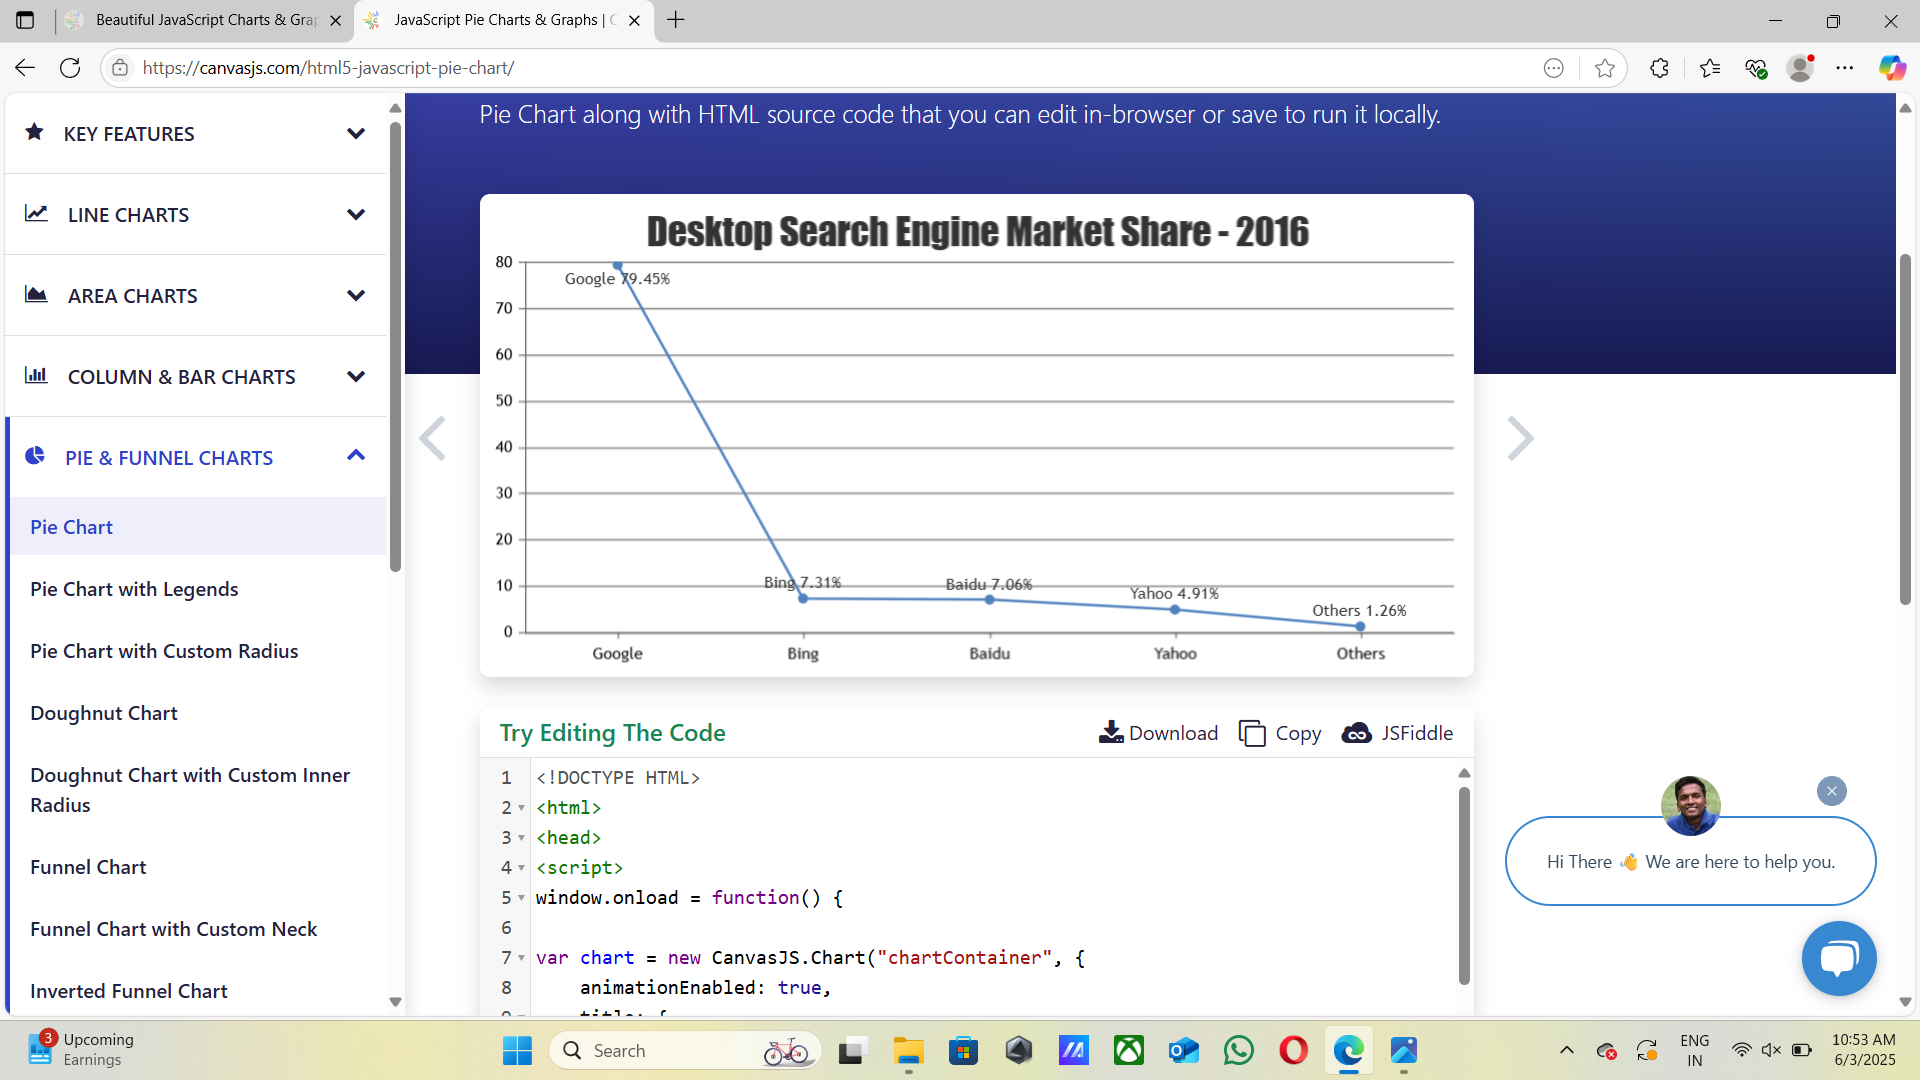 Beautiful JavaScript Charts & Gra
JavaScript Pie Charts & Graphs | C
https://canvasjs.com/html5-javascript-pie-chart/
KEY FEATURES
LINE CHARTS
AREA CHARTS
COLUMN & BAR CHARTS
PIE & FUNNEL CHARTS
Pie Chart
Pie Chart with Legends
Pie Chart with Custom Radius
Doughnut Chart
Doughnut Chart with Custom Inner
Radius
Funnel Chart
Funnel Chart with Custom Neck
Inverted Funnel Chart
Pie Chart along with HTML source code that you can edit in-browser or save to run it locally.
Desktop Search Engine Market Share - 2016
80
70
60
50
40
30
20
10
0
Google 79.45%
Bing 7.31%
Baidu 7.06%
Yahoo 4.91%
Others 1.26%
Google
Bing
Baidu
Yahoo
Others
Try Editing The Code
Download
Copy
JSFiddle
1 <!DOCTYPE HTML>
2 <html>
3 <head>
4 <script>
5 window.onload = function() {
6
7 var chart = new CanvasJS.Chart("chartContainer", {
8 animationEnabled: true,
9 title: {
Hi There 👋 We are here to help you.
3
Upcoming
Earnings
Search
ENG
IN
10:53 AM
6/3/2025